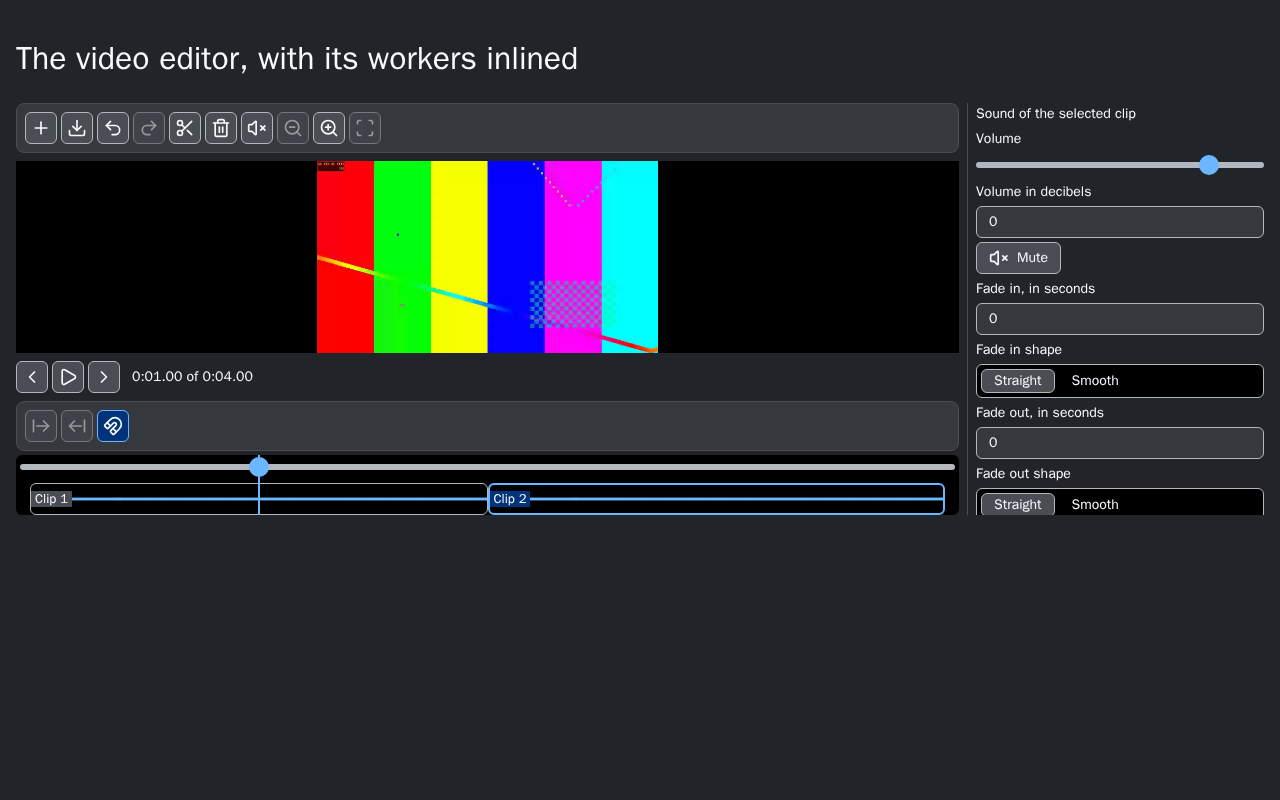 The video editor, with its workers inlined
Sound of the selected clip
Volume
Volume in decibels
0
Mute
Fade in, in seconds
0
Fade in shape
Straight Smooth
Fade out, in seconds
0
Fade out shape
Straight Smooth
0:01.00 of 0:04.00
Clip 1 Clip 2